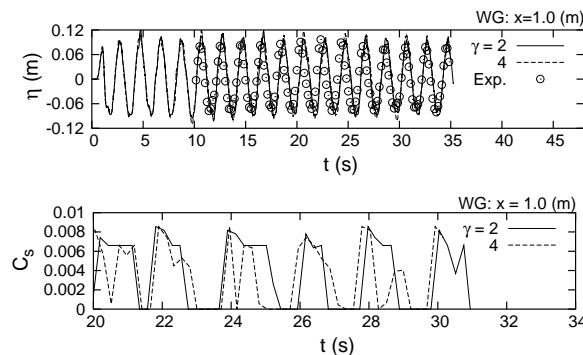 WG: x=1.0 (m)
0.12
0.06
0
-0.06
-0.12
η (m)
γ = 2
4
Exp.
0 5 10 15 20 25 30 35 40 45
t (s)
WG: x = 1.0 (m)
0.01
0.008
0.006
0.004
0.002
0
Cs
γ = 2
4
20 22 24 26 28 30 32 34
t (s)